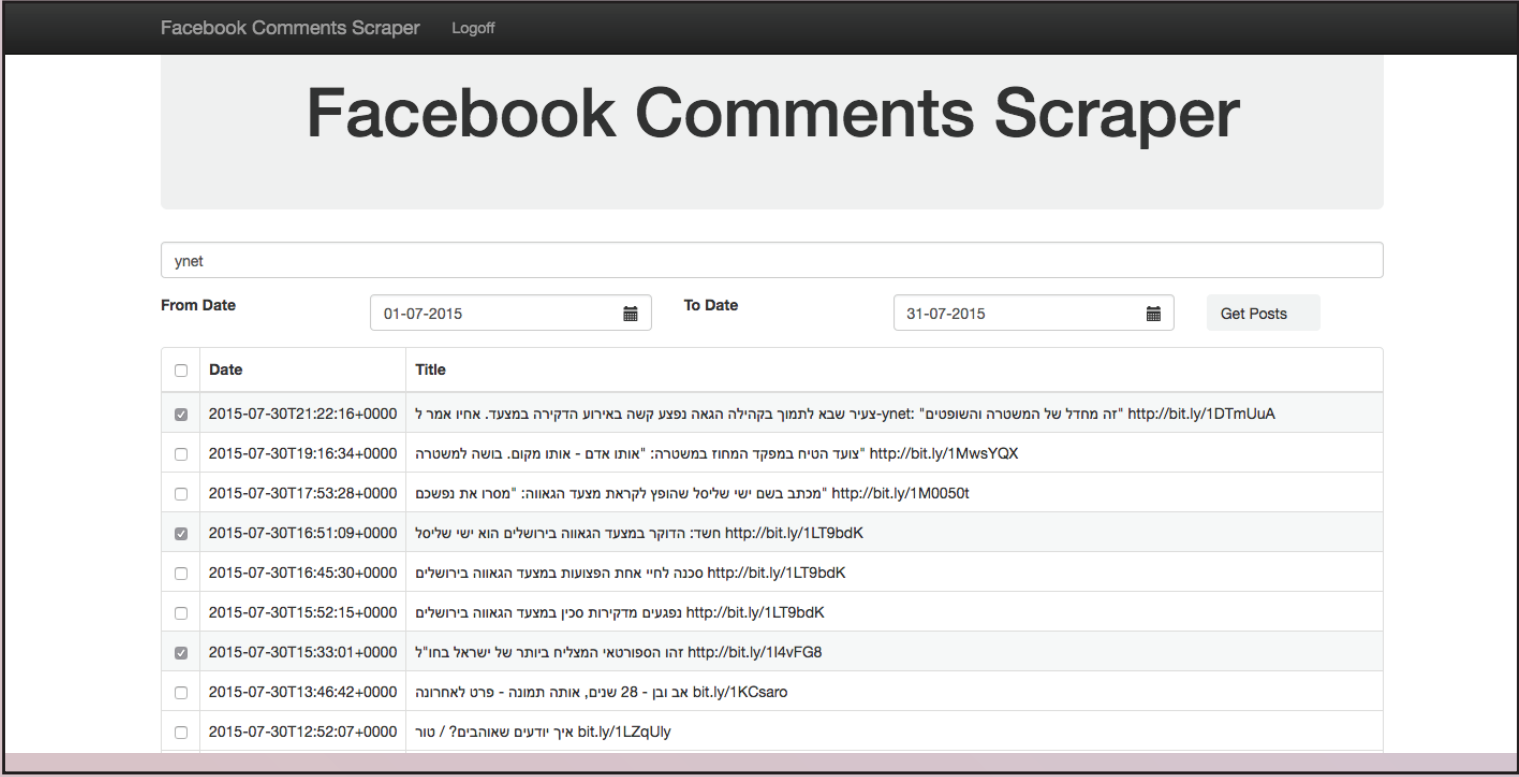 Facebook Comments Scraper Logoff
Facebook Comments Scraper
ynet
From Date 01-07-2015 To Date 31-07-2015 Get Posts
Date Title
2015-07-30T21:22:16+0000 צעיר שבא לתמוך בקהילה הגאה נפצע קשה באירוע הדקירה במצעד. אחיו אמר ל-ynet: "זה מחדל של המשטרה והשופטים" http://bit.ly/1DTmUuA
2015-07-30T19:16:34+0000 צועד הטיח במפקד המחוז במשטרה: "אותו אדם - אותו מקום. בושה למשטרה" http://bit.ly/1MwsYQX
2015-07-30T17:53:28+0000 מכתב בשם ישי שליסל שהופץ לקראת מצעד הגאווה: "מסרו את נפשכם" http://bit.ly/1M0050t
2015-07-30T16:51:09+0000 חשד: הדוקר במצעד הגאווה בירושלים הוא ישי שליסל http://bit.ly/1LT9bdK
2015-07-30T16:45:30+0000 סכנה לחיי אחת הפצועות במצעד הגאווה בירושלים http://bit.ly/1LT9bdK
2015-07-30T15:52:15+0000 נפגעים מדקירות סכין במצעד הגאווה בירושלים http://bit.ly/1LT9bdK
2015-07-30T15:33:01+0000 זהו הספורטאי המצליח ביותר של ישראל בחו"ל http://bit.ly/1I4vFG8
2015-07-30T13:46:42+0000 אב ובן - 28 שנים, אותה תמונה - פרט לאחרונה bit.ly/1KCsaro
2015-07-30T12:52:07+0000 איך יודעים שאוהבים? / טור bit.ly/1LZqUly